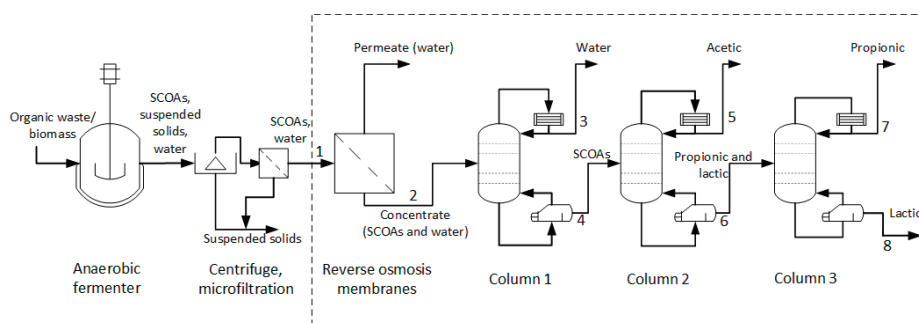 Permeate (water)
Water
Acetic
Propionic
Organic waste/
biomass
SCOAs,
suspended
solids,
water
SCOAs,
water
1
2
Concentrate
(SCOAs and water)
3
SCOAs
4
5
Propionic and
lactic
6
7
Lactic
8
Suspended solids
Anaerobic
fermenter
Centrifuge,
microfiltration
Reverse osmosis
membranes
Column 1
Column 2
Column 3